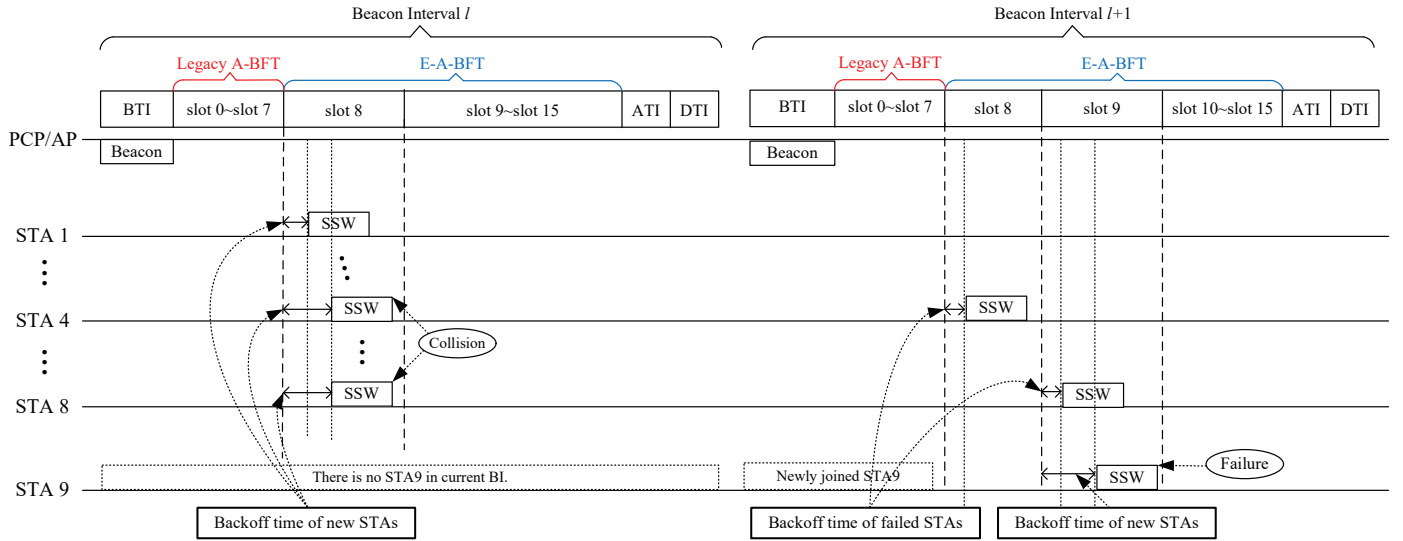 Beacon Interval l
Beacon Interval l+1
Legacy A-BFT
E-A-BFT
Legacy A-BFT
E-A-BFT
BTI
slot 0~slot 7
slot 8
slot 9~slot 15
ATI
DTI
BTI
slot 0~slot 7
slot 8
slot 9
slot 10~slot 15
ATI
DTI
PCP/AP
Beacon
Beacon
STA 1
SSW
STA 4
SSW
SSW
Collision
STA 8
SSW
SSW
STA 9
There is no STA9 in current BI.
Newly joined STA9
SSW
Failure
Backoff time of new STAs
Backoff time of failed STAs
Backoff time of new STAs